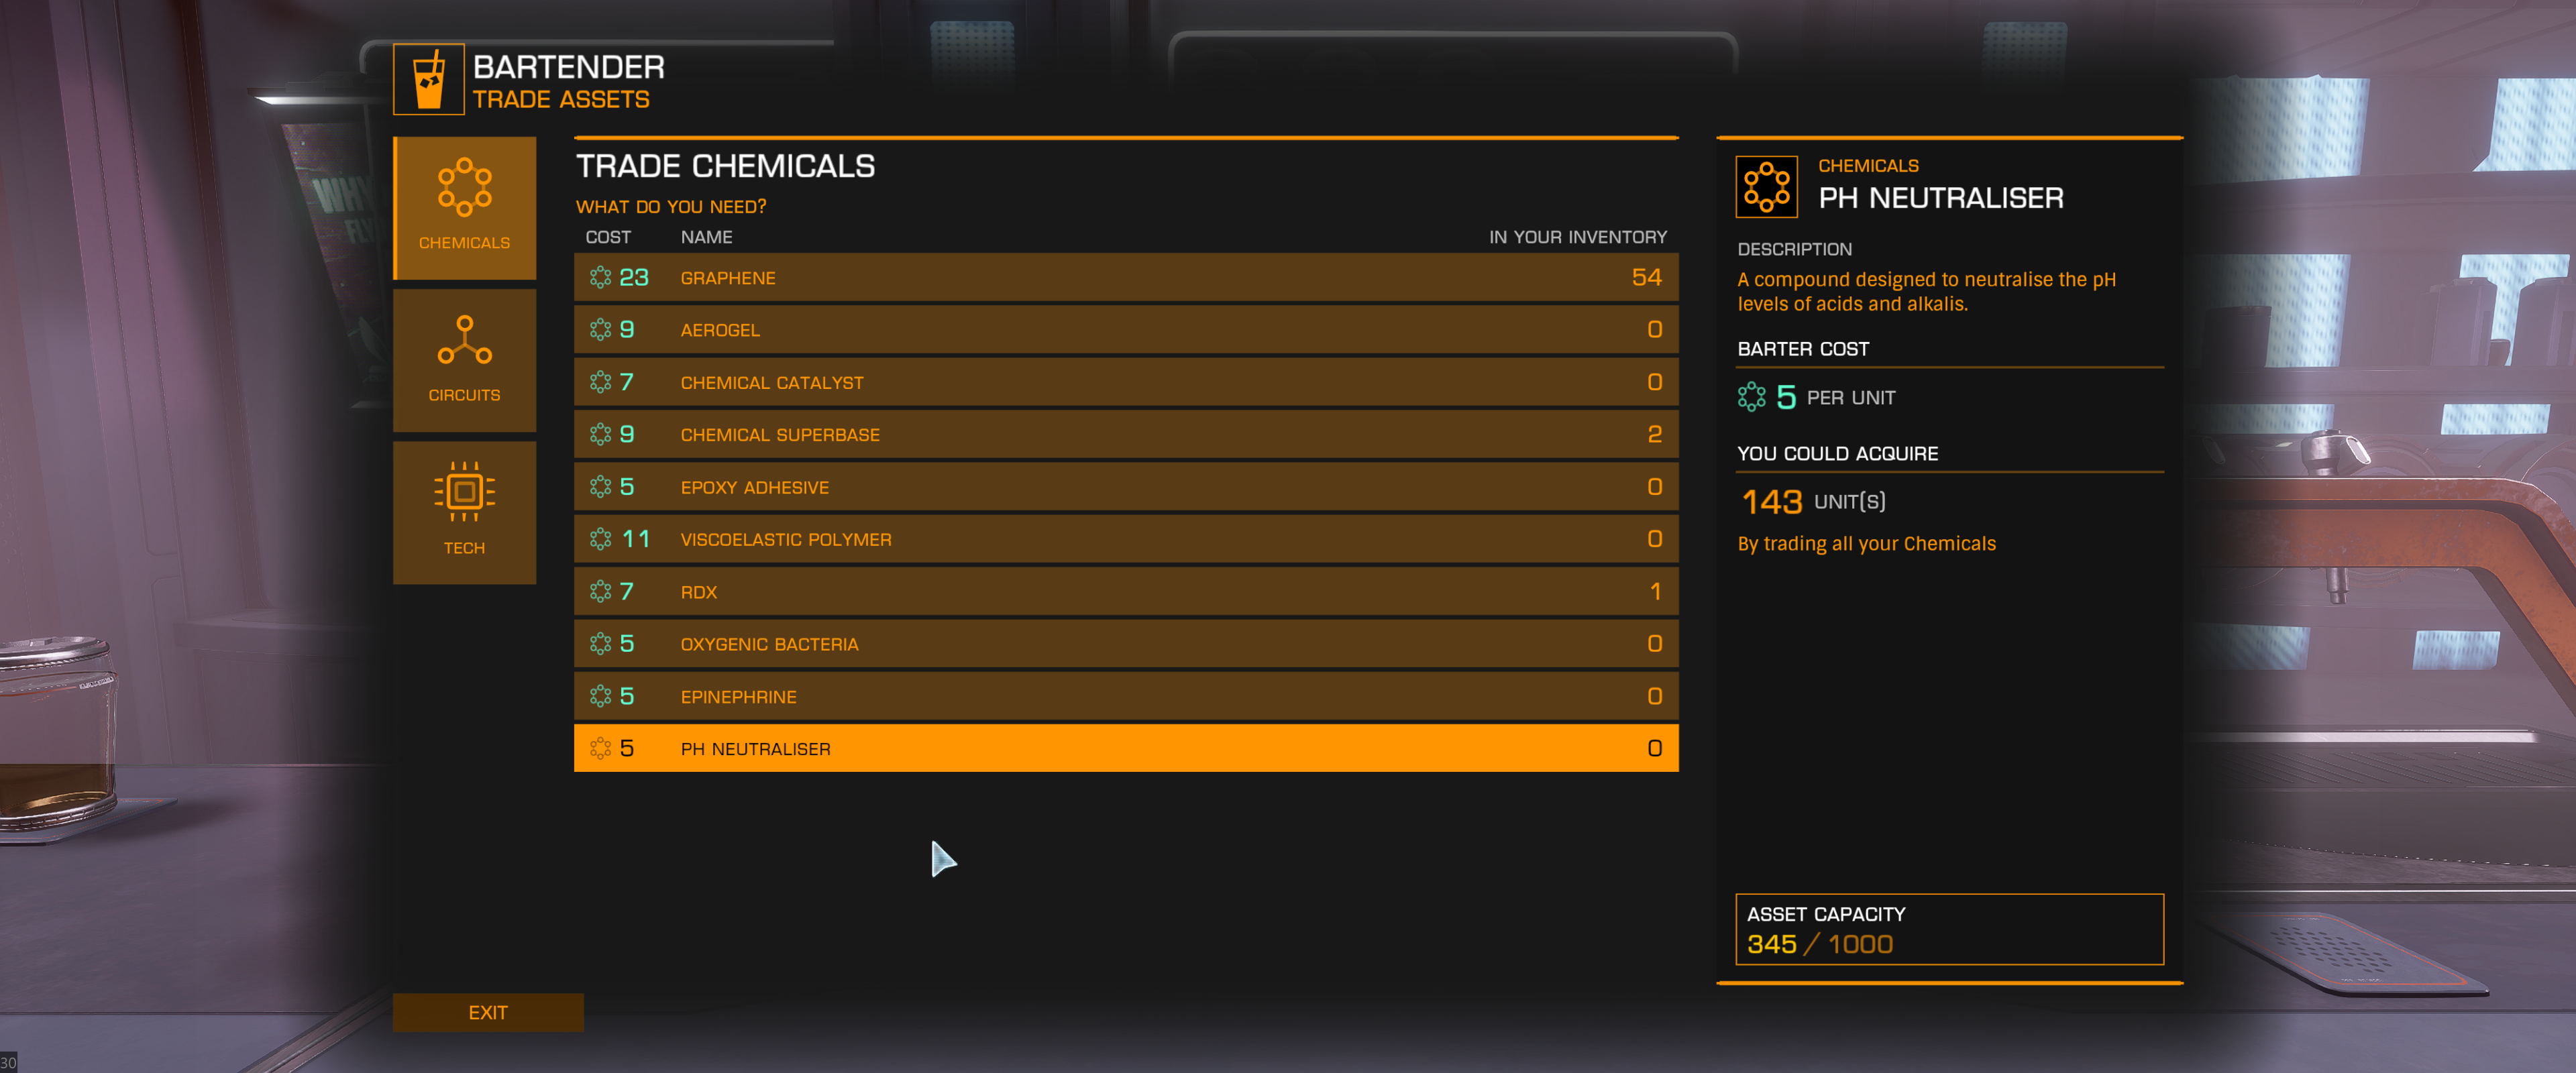 BARTENDER
TRADE ASSETS
CHEMICALS
CIRCUITS
TECH
TRADE CHEMICALS
WHAT DO YOU NEED?
COST NAME IN YOUR INVENTORY
23 GRAPHENE 54
9 AEROGEL 0
7 CHEMICAL CATALYST 0
9 CHEMICAL SUPERBASE 2
5 EPOXY ADHESIVE 0
11 VISCOELASTIC POLYMER 0
7 RDX 1
5 OXYGENIC BACTERIA 0
5 EPINEPHRINE 0
5 PH NEUTRALISER 0
CHEMICALS
PH NEUTRALISER
DESCRIPTION
A compound designed to neutralise the pH
levels of acids and alkalis.
BARTER COST
5 PER UNIT
YOU COULD ACQUIRE
143 UNIT(S)
By trading all your Chemicals
ASSET CAPACITY
345 / 1000
EXIT
WHY
30